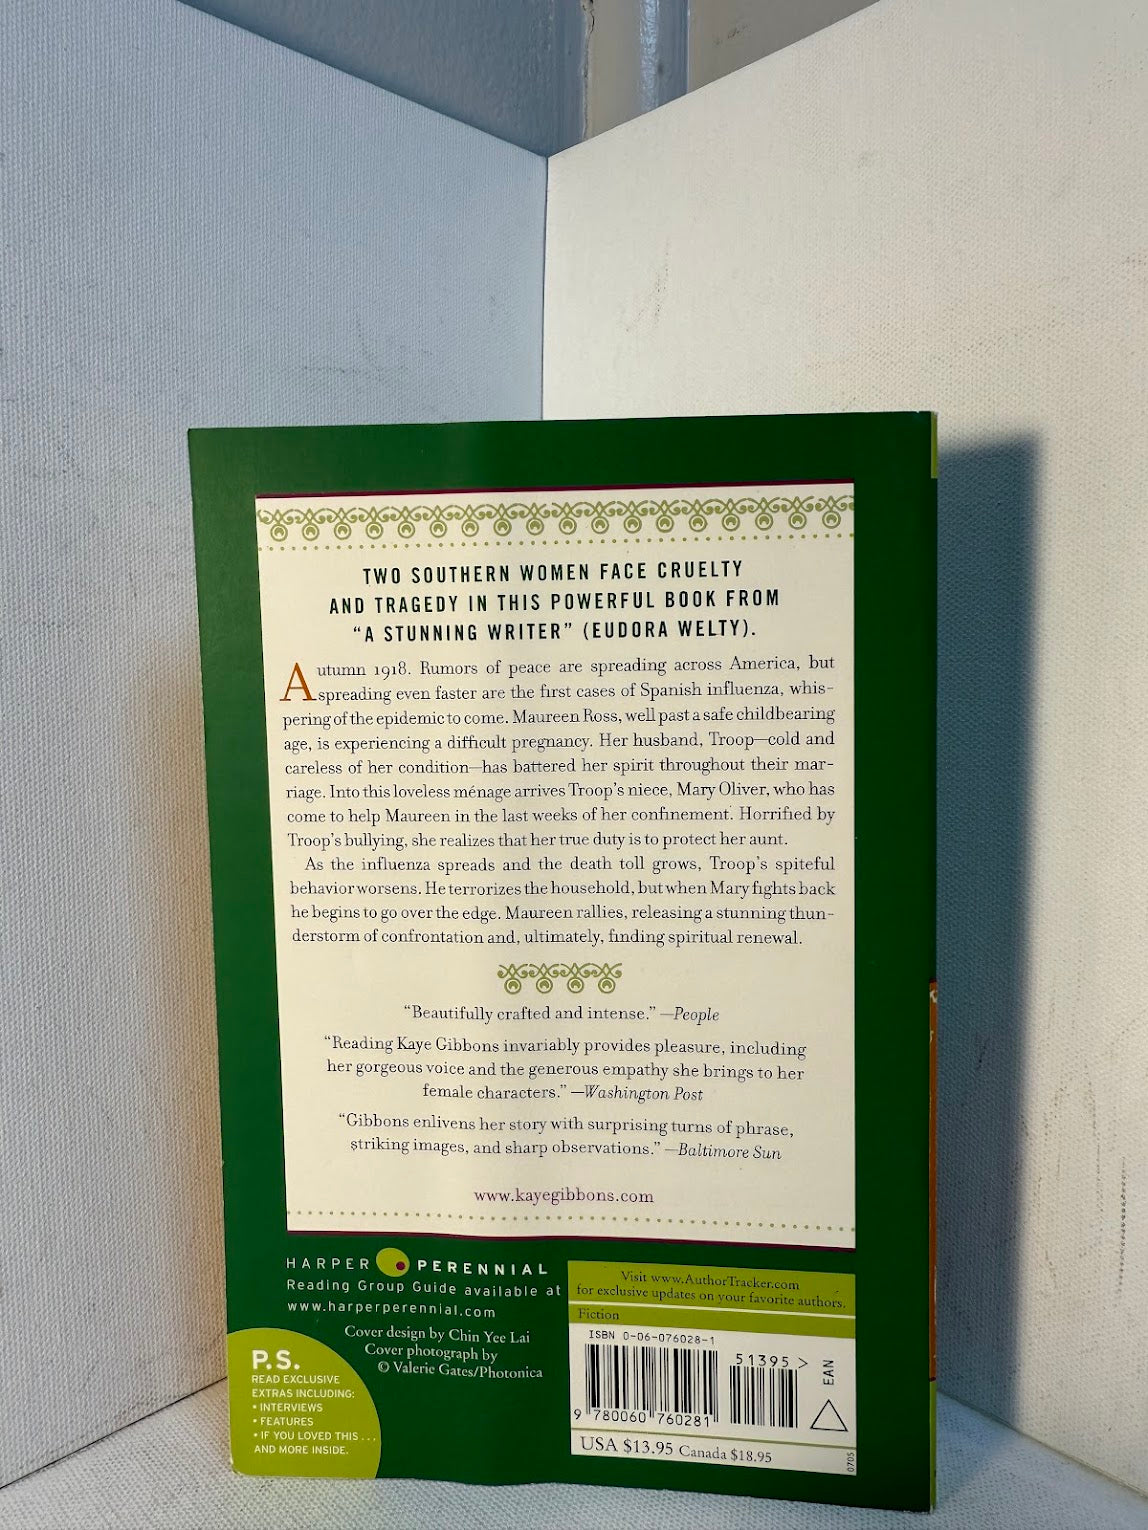 TWO SOUTHERN WOMEN FACE CRUELTY
AND TRAGEDY IN THIS POWERFUL BOOK FROM
“A STUNNING WRITER” (EUDORA WELTY).
Autumn 1918. Rumors of peace are spreading across America, but
spreading even faster are the first cases of Spanish influenza, whis-
pering of the epidemic to come. Maureen Ross, well past a safe childbearing
age, is experiencing a difficult pregnancy. Her husband, Troop—cold and
careless of her condition—has battered her spirit throughout their mar-
riage. Into this loveless ménage arrives Troop’s niece, Mary Oliver, who has
come to help Maureen in the last weeks of her confinement. Horrified by
Troop’s bullying, she realizes that her true duty is to protect her aunt.
As the influenza spreads and the death toll grows, Troop’s spiteful
behavior worsens. He terrorizes the household, but when Mary fights back
he begins to go over the edge. Maureen rallies, releasing a stunning thun-
derstorm of confrontation and, ultimately, finding spiritual renewal.
“Beautifully crafted and intense.” —People
“Reading Kaye Gibbons invariably provides pleasure, including
her gorgeous voice and the generous empathy she brings to her
female characters.” —Washington Post
“Gibbons enlivens her story with surprising turns of phrase,
striking images, and sharp observations.” —Baltimore Sun
www.kayegibbons.com
HARPER PERENNIAL
Reading Group Guide available at
www.harperperennial.com
Cover design by Chin Yee Lai
Cover photograph by
© Valerie Gates/Photonica
P.S.
READ EXCLUSIVE
EXTRAS INCLUDING:
• INTERVIEWS
• FEATURES
• IF YOU LOVED THIS ...
AND MORE INSIDE.
Visit www.AuthorTracker.com
for exclusive updates on your favorite authors.
Fiction
ISBN 0-06-076028-1
51395 >
EAN
9 780060 760281
USA $13.95 Canada $18.95
0705